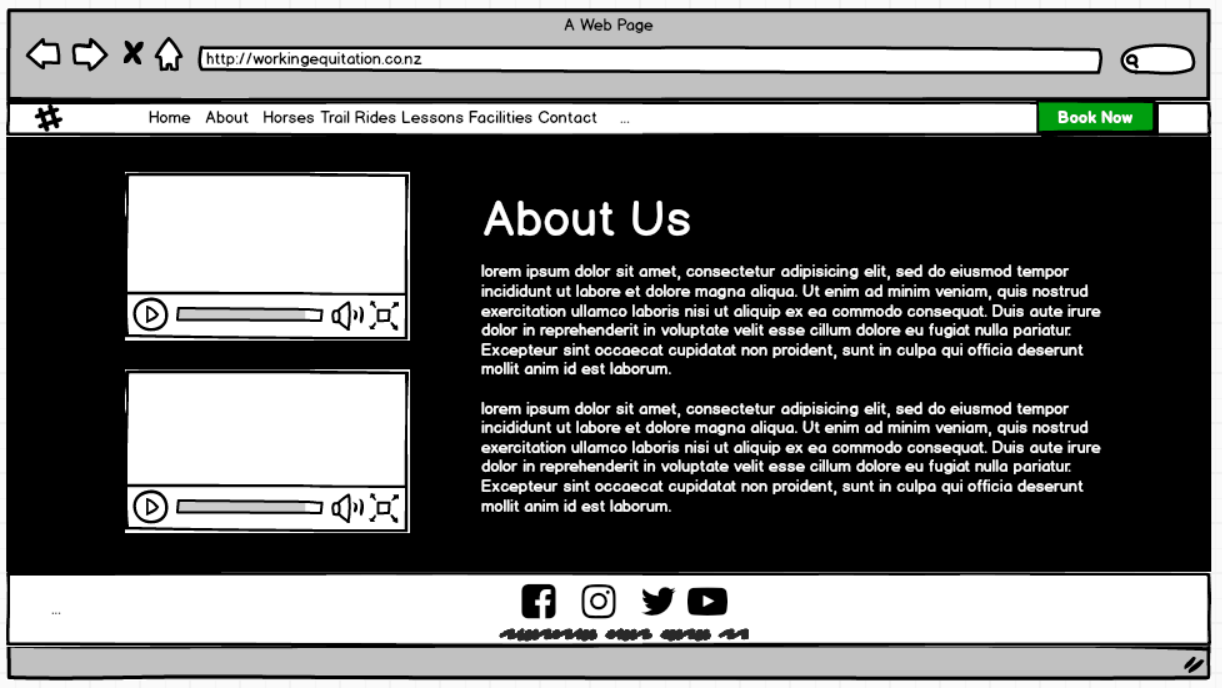 A Web Page
http://workingequitation.co.nz
# Home About Horses Trail Rides Lessons Facilities Contact ... Book Now
About Us
lorem ipsum dolor sit amet, consectetur adipisicing elit, sed do eiusmod tempor
incididunt ut labore et dolore magna aliqua. Ut enim ad minim veniam, quis nostrud
exercitation ullamco laboris nisi ut aliquip ex ea commodo consequat. Duis aute irure
dolor in reprehenderit in voluptate velit esse cillum dolore eu fugiat nulla pariatur.
Excepteur sint occaecat cupidatat non proident, sunt in culpa qui officia deserunt
mollit anim id est laborum.
lorem ipsum dolor sit amet, consectetur adipisicing elit, sed do eiusmod tempor
incididunt ut labore et dolore magna aliqua. Ut enim ad minim veniam, quis nostrud
exercitation ullamco laboris nisi ut aliquip ex ea commodo consequat. Duis aute irure
dolor in reprehenderit in voluptate velit esse cillum dolore eu fugiat nulla pariatur.
Excepteur sint occaecat cupidatat non proident, sunt in culpa qui officia deserunt
mollit anim id est laborum.
...